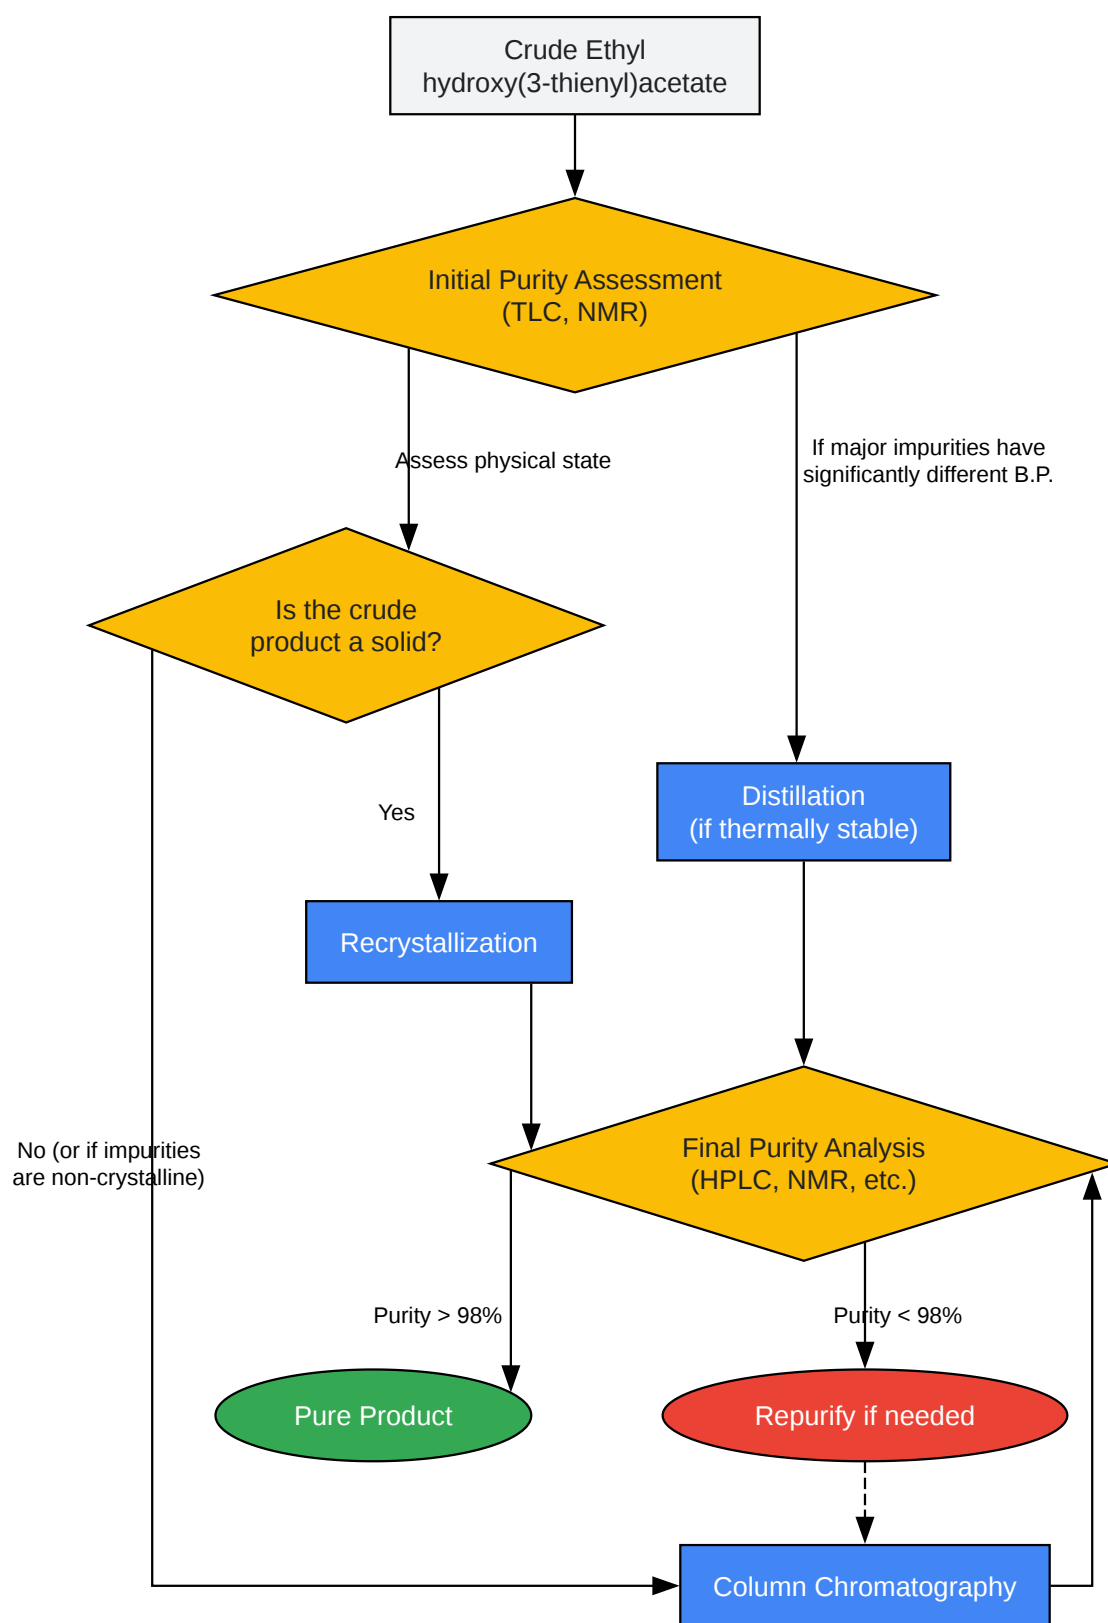 Crude Ethyl
hydroxy(3-thienyl)acetate
Initial Purity Assessment
(TLC, NMR)
Assess physical state
If major impurities have
significantly different B.P.
Is the crude
product a solid?
Yes
Distillation
(if thermally stable)
Recrystallization
No (or if impurities
are non-crystalline)
Final Purity Analysis
(HPLC, NMR, etc.)
Purity > 98%
Purity < 98%
Pure Product
Repurify if needed
Column Chromatography